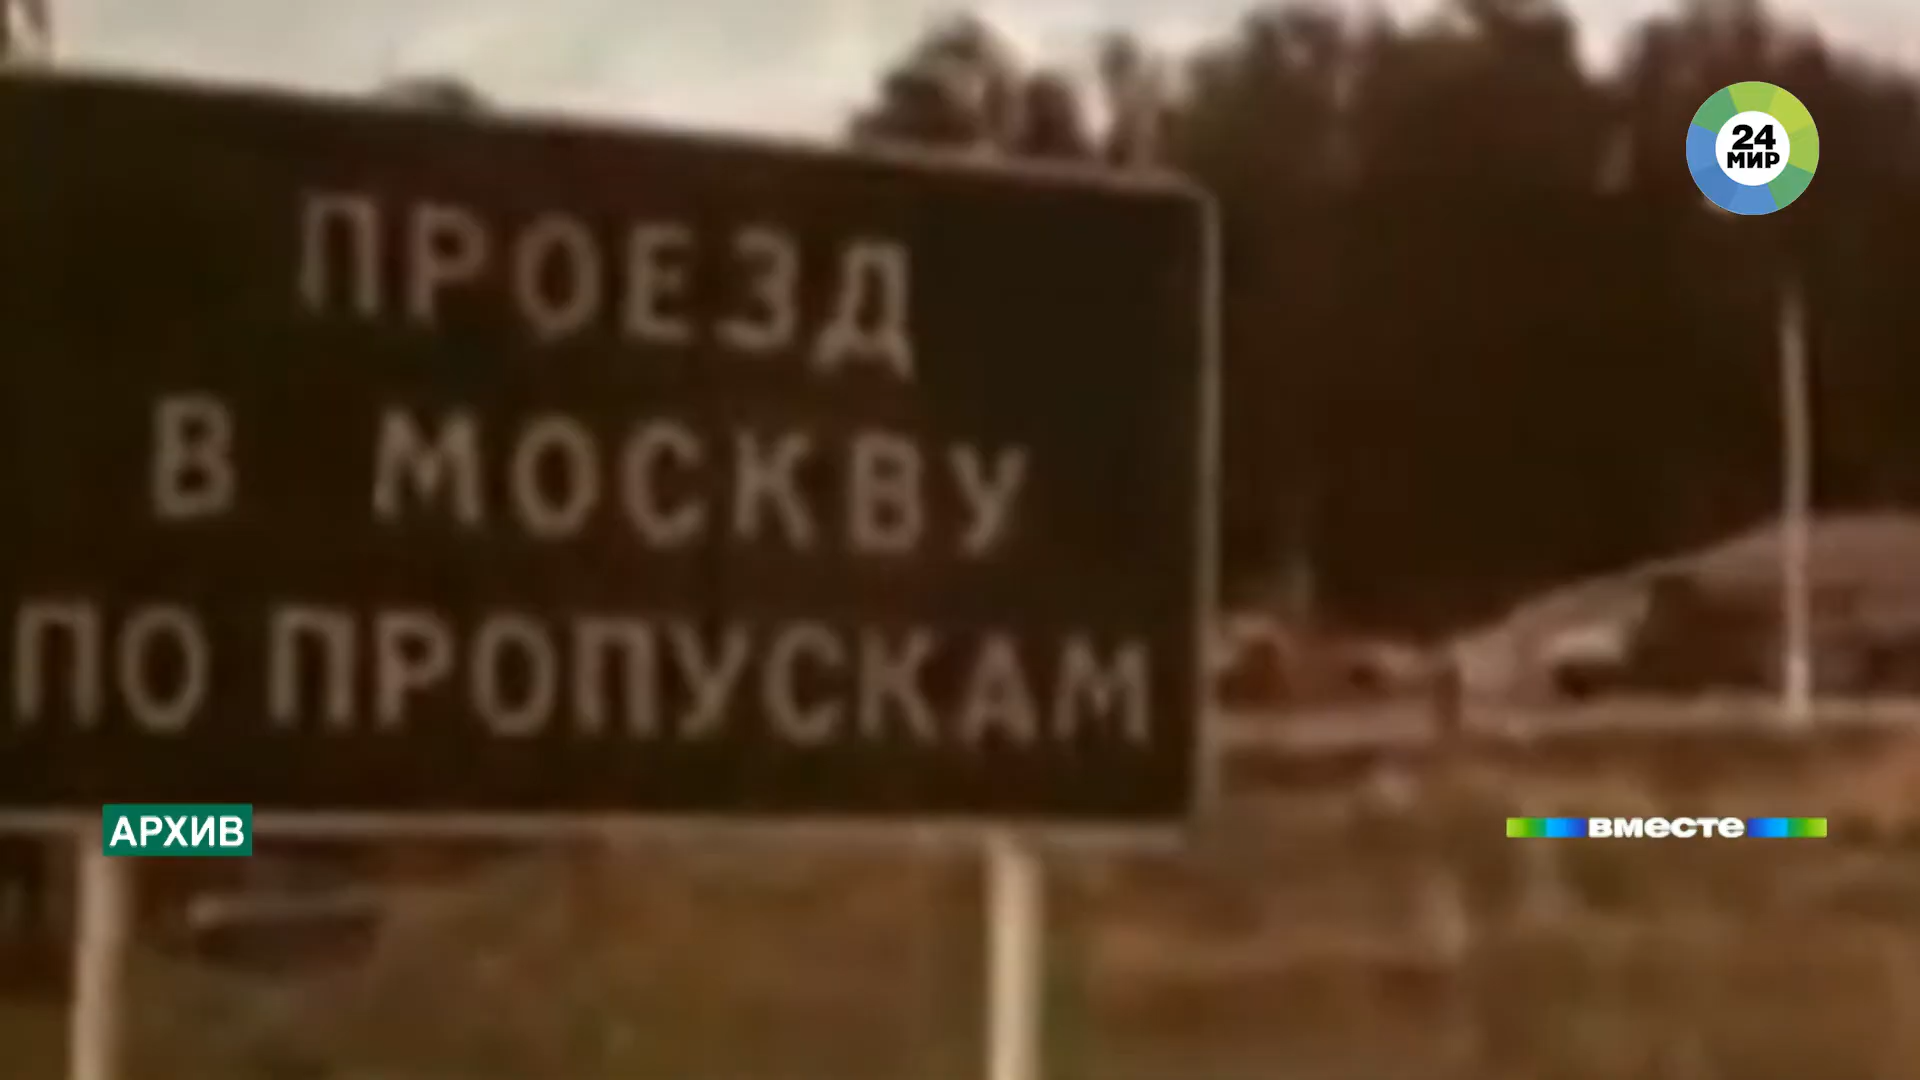 24
МИР
ПРОЕЗД
В МОСКВУ
ПО ПРОПУСКАМ
АРХИВ
вместе